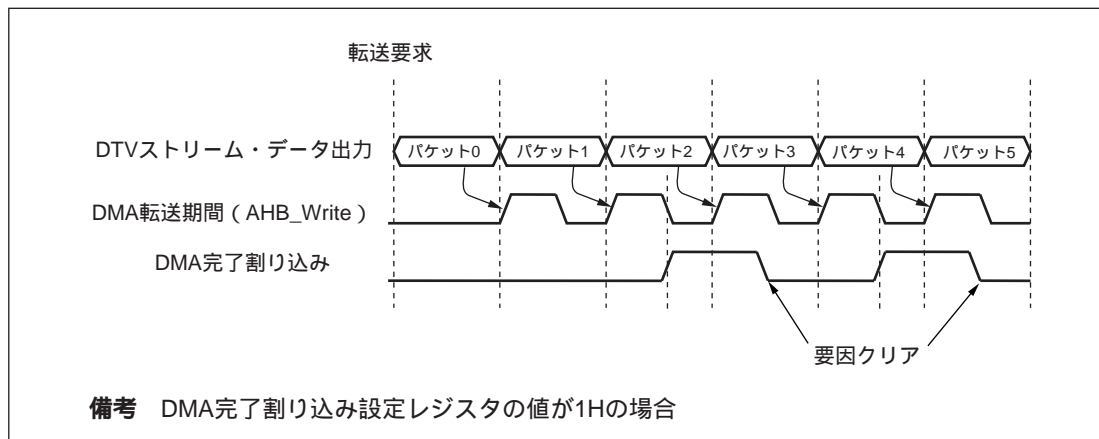 転送要求
DTVストリーム・データ出力 パケット0 パケット1 パケット2 パケット3 パケット4 パケット5
DMA転送期間(AHB_Write)
DMA完了割り込み
要因クリア
備考 DMA完了割り込み設定レジスタの値が1Hの場合